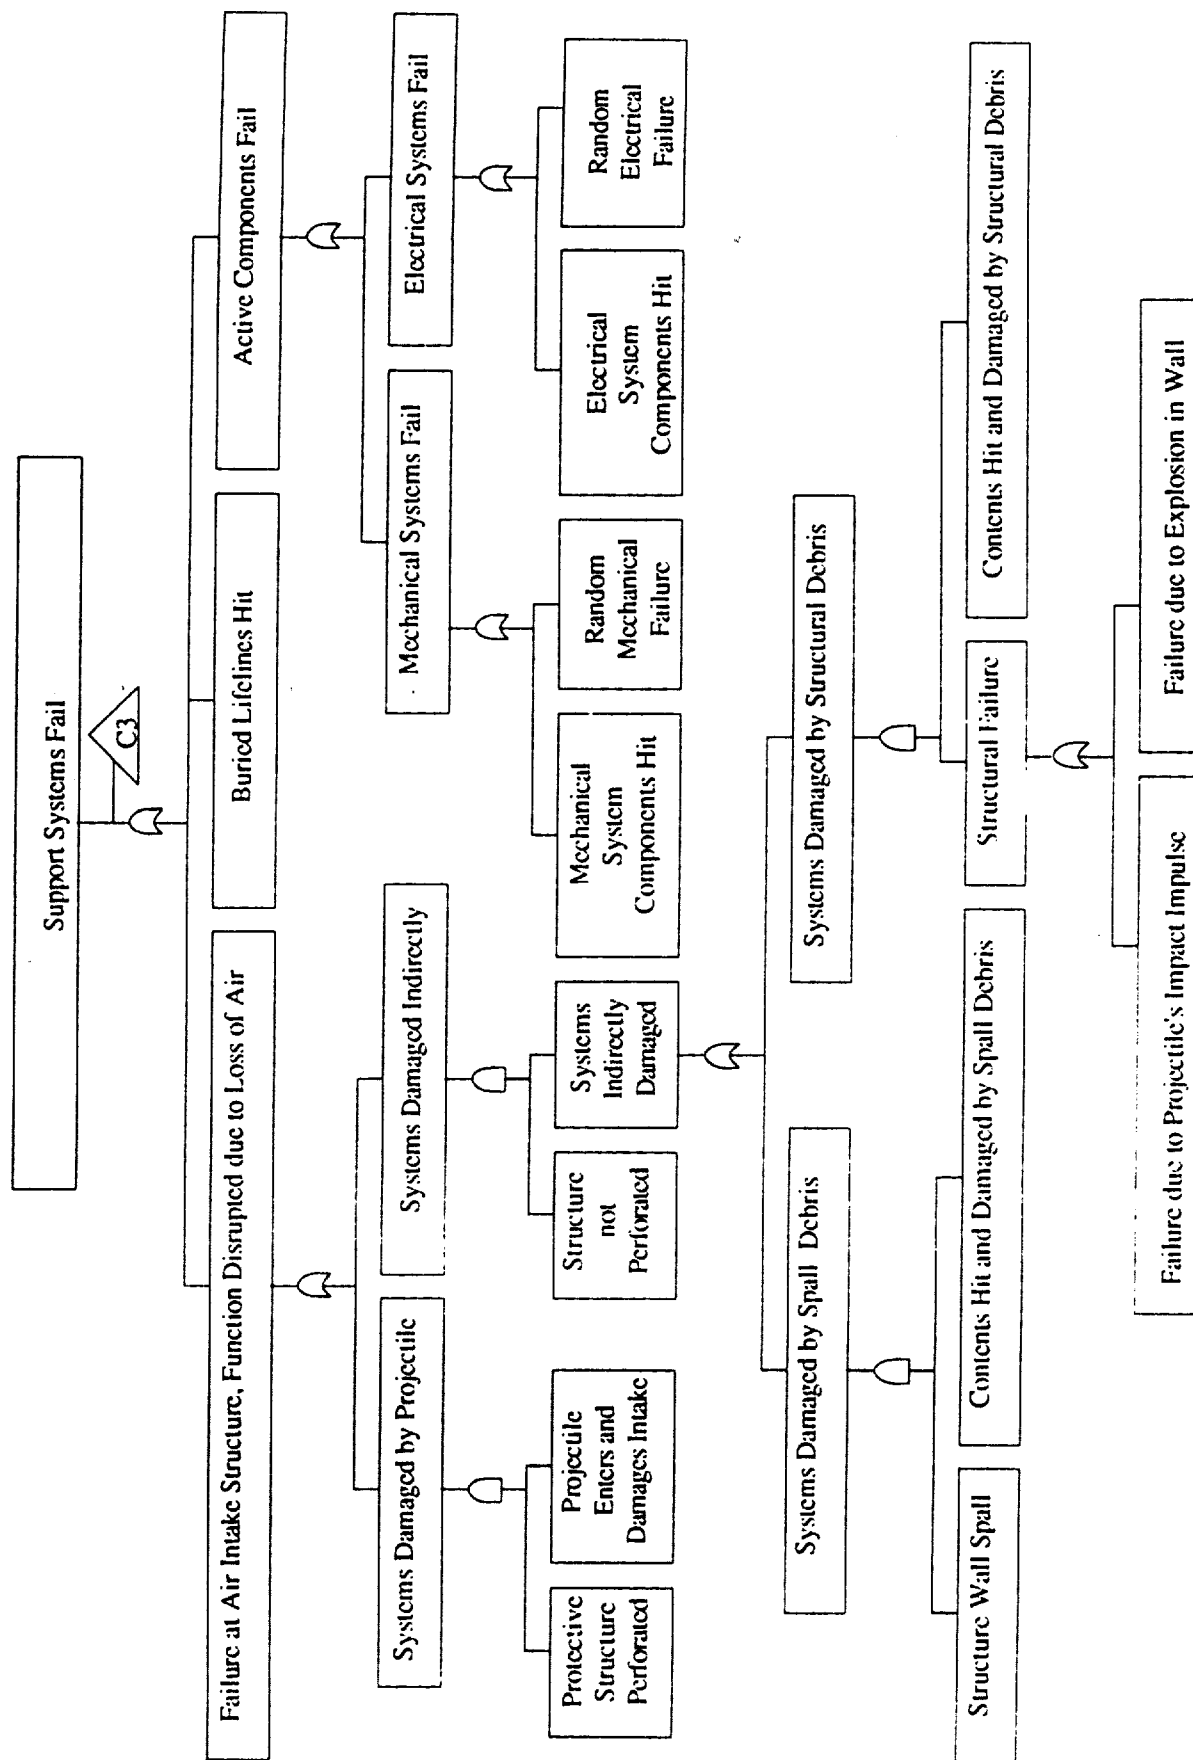 Support Systems Fail
C3
Failure at Air Intake Structure, Function Disrupted due to Loss of Air
Buried Lifelines Hit
Active Components Fail
Systems Damaged by Projectile
Systems Damaged Indirectly
Mechanical Systems Fail
Electrical Systems Fail
Protective
Structure
Perforated
Projectile
Enters and
Damages Intake
Structure
not
Perforated
Systems
Indirectly
Damaged
Mechanical
System
Components Hit
Random
Mechanical
Failure
Electrical
System
Components Hit
Random
Electrical
Failure
Systems Damaged by Spall Debris
Systems Damaged by Structural Debris
Structure Wall Spall
Contents Hit and Damaged by Spall Debris
Structural Failure
Contents Hit and Damaged by Structural Debris
Failure due to Projectile's Impact Impulse
Failure due to Explosion in Wall